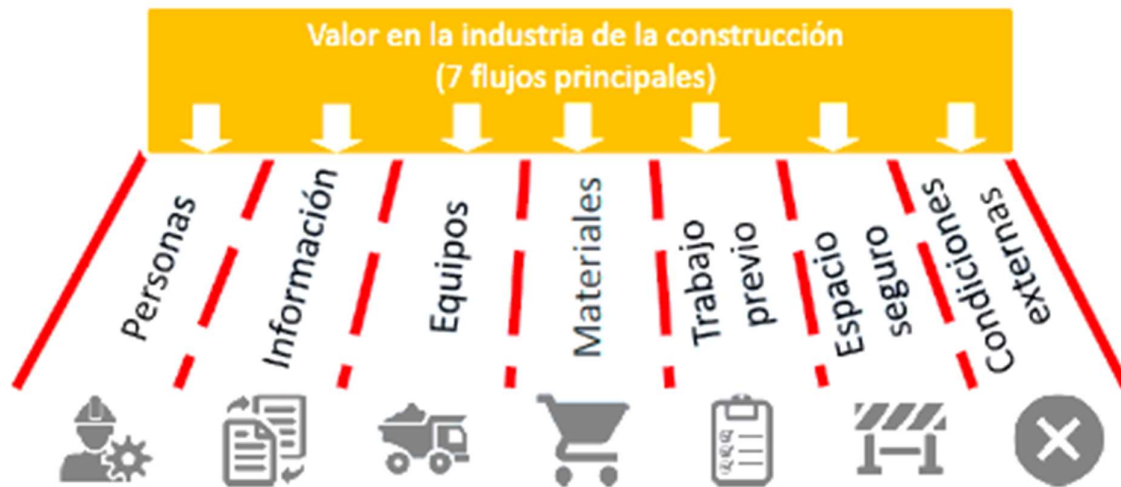 Valor en la industria de la construcción
(7 flujos principales)
Personas
Información
Equipos
Materiales
Trabajo
previo
Espacio
seguro
Condiciones
externas